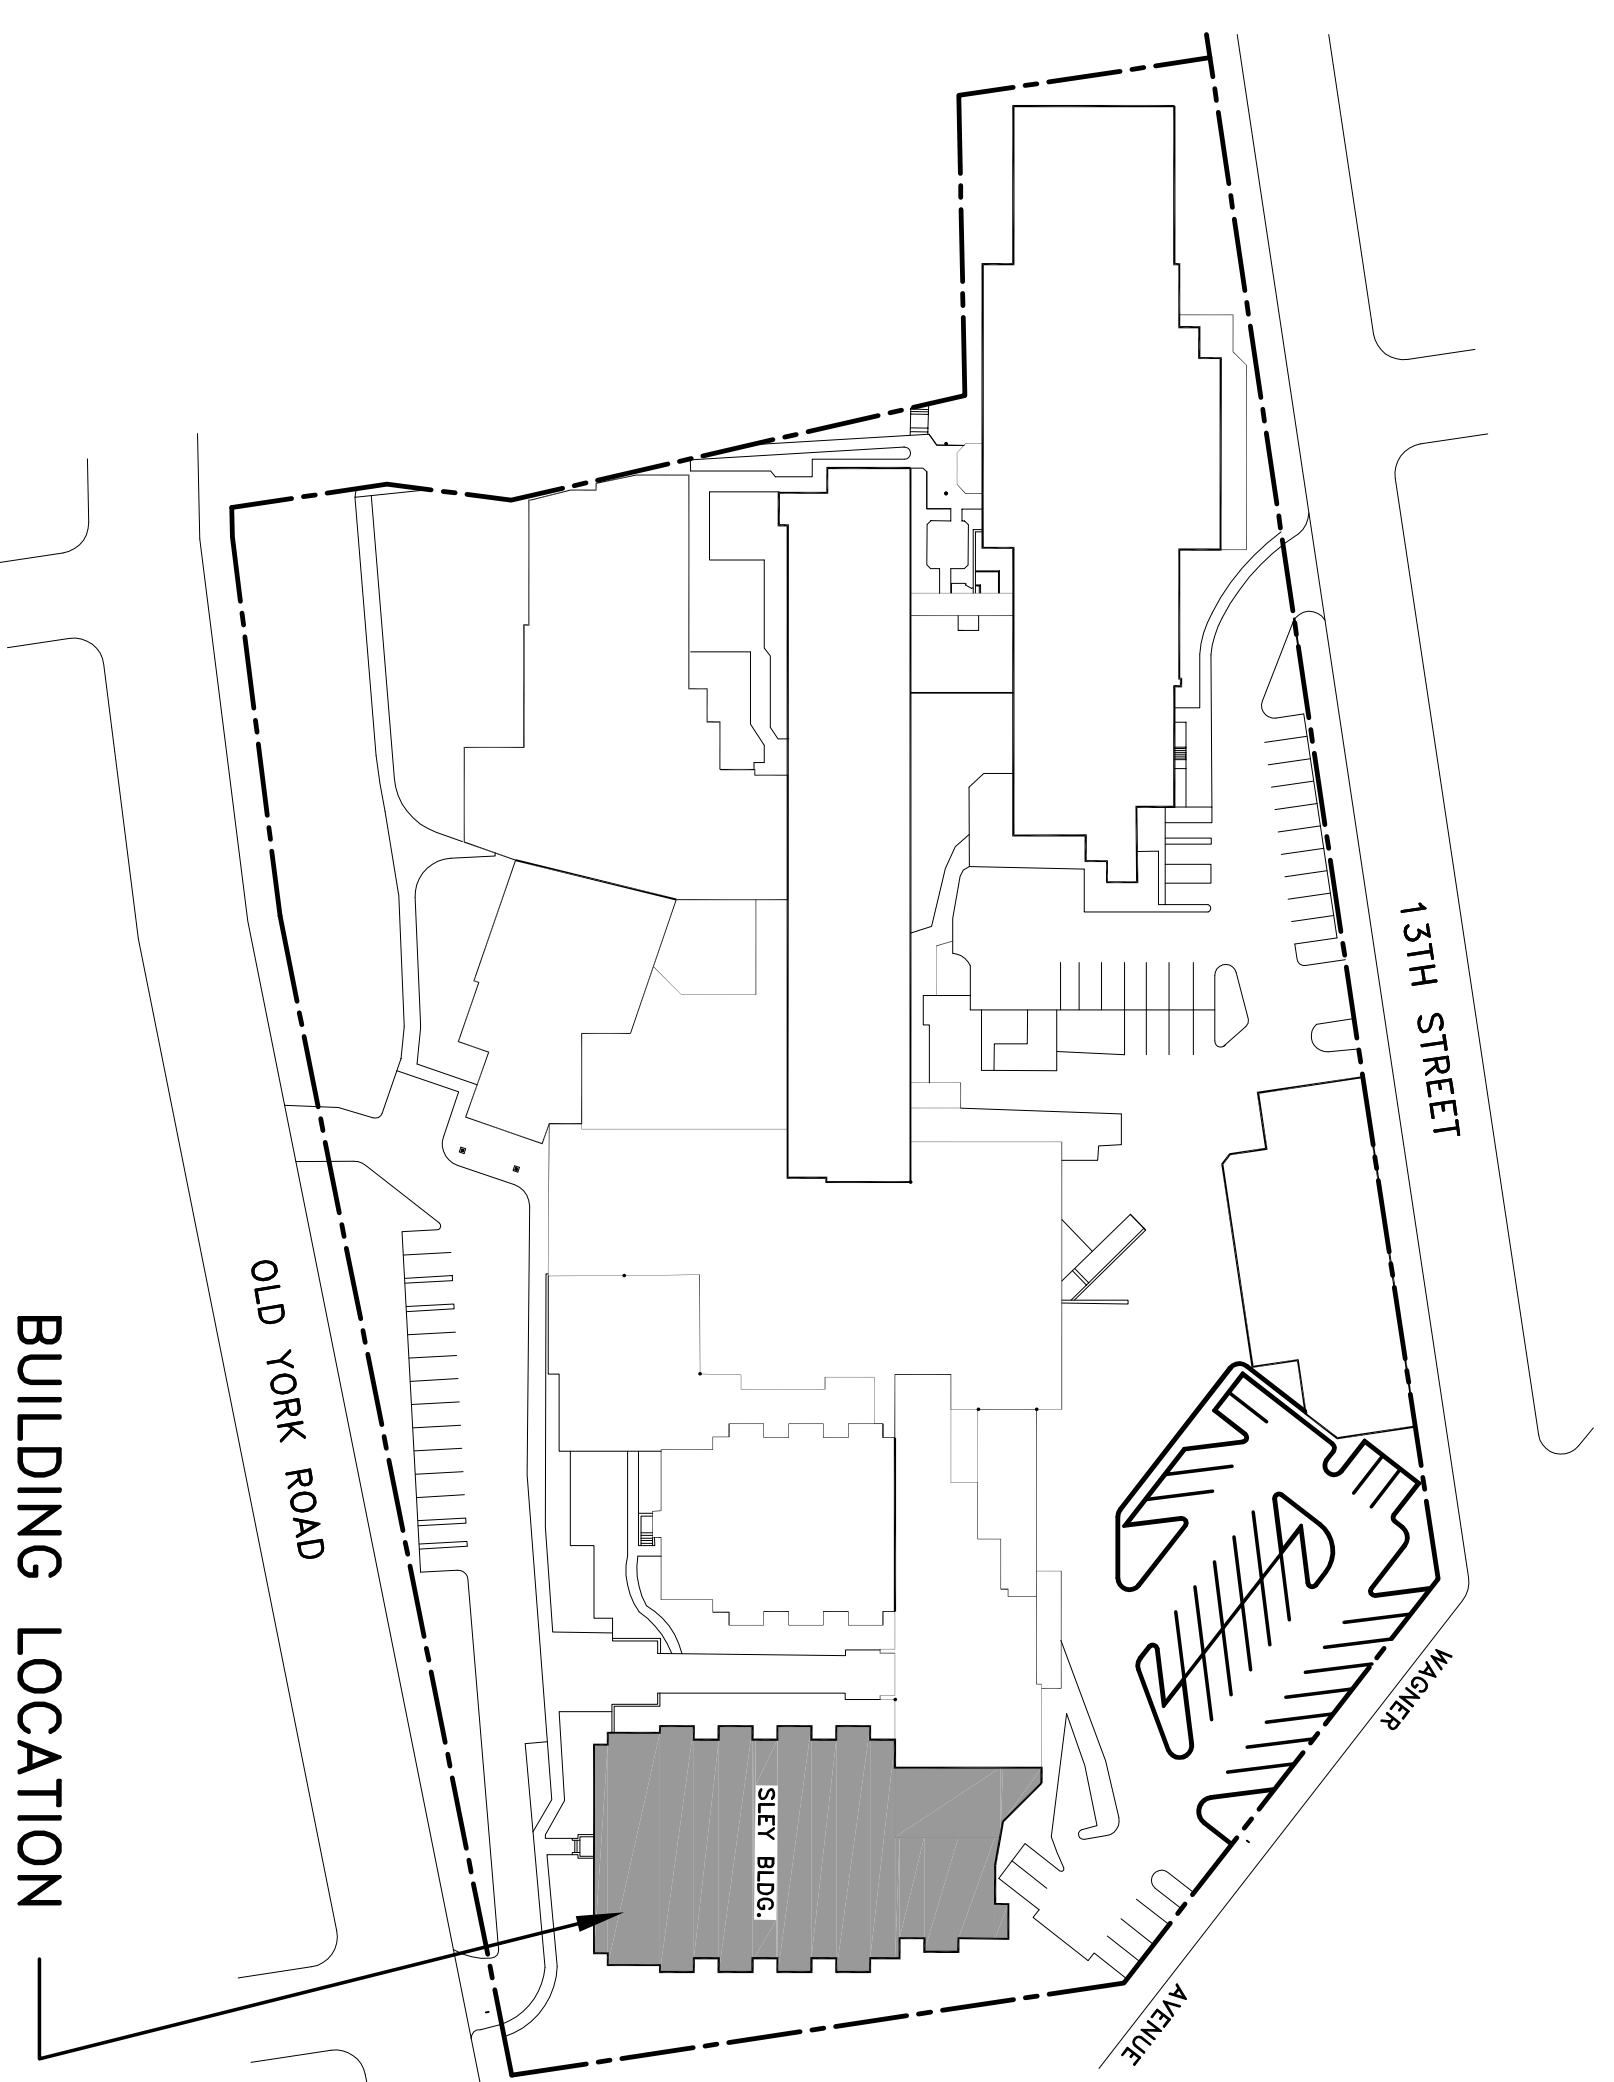 13TH STREET
OLD YORK ROAD
WAGNER
AVENUE
SLEY BLDG.
BUILDING LOCATION